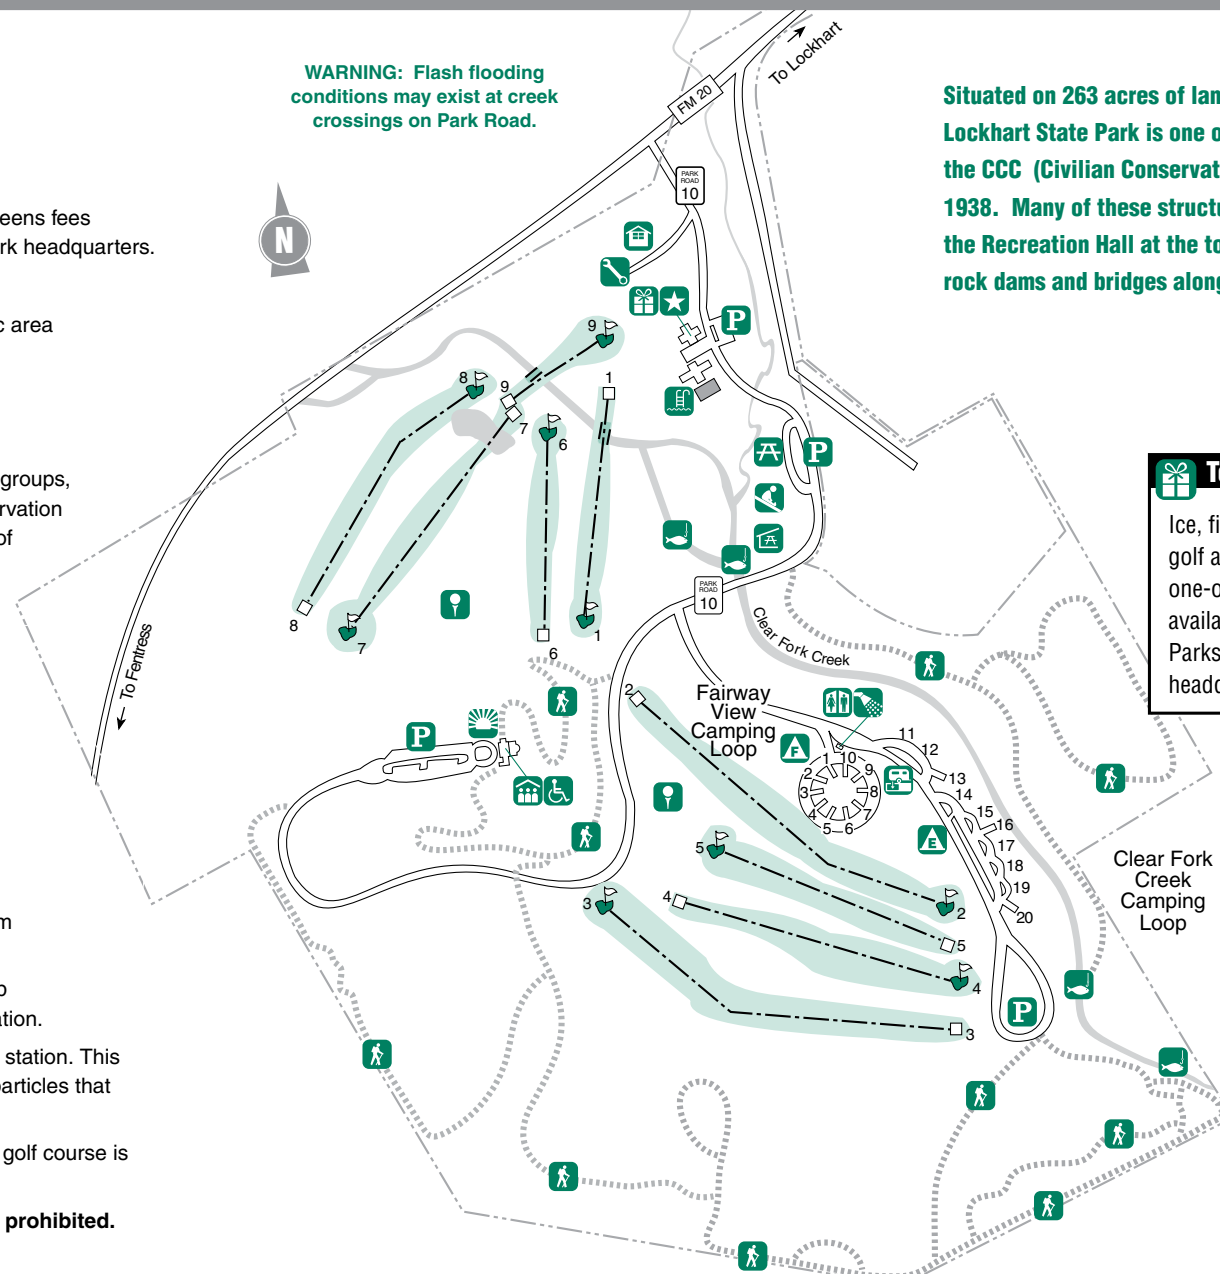 WARNING: Flash flooding
conditions may exist at creek
crossings on Park Road.
To Lockhart
FM 20
PARK
ROAD
10
N
Situated on 263 acres of lan
Lockhart State Park is one o
the CCC (Civilian Conservat
1938. Many of these structu
the Recreation Hall at the to
rock dams and bridges along
eens fees
rk headquarters.
c area
groups,
rvation
of
m
o
ation.
station. This
particles that
golf course is
prohibited.
9
8
9
7
1
6
P
P
8
7
6
1
To Fentress
PARK
ROAD
10
Clear Fork Creek
T
Ice, fi
golf a
one-o
availa
Parks
headq
Fairway
View
Camping
Loop
F
P
2
1
10
2
9
3
8
4
7
5
6
11
12
13
14
15
16
17
18
19
20
E
Clear Fork
Creek
Camping
Loop
5
4
3
2
5
4
3
P